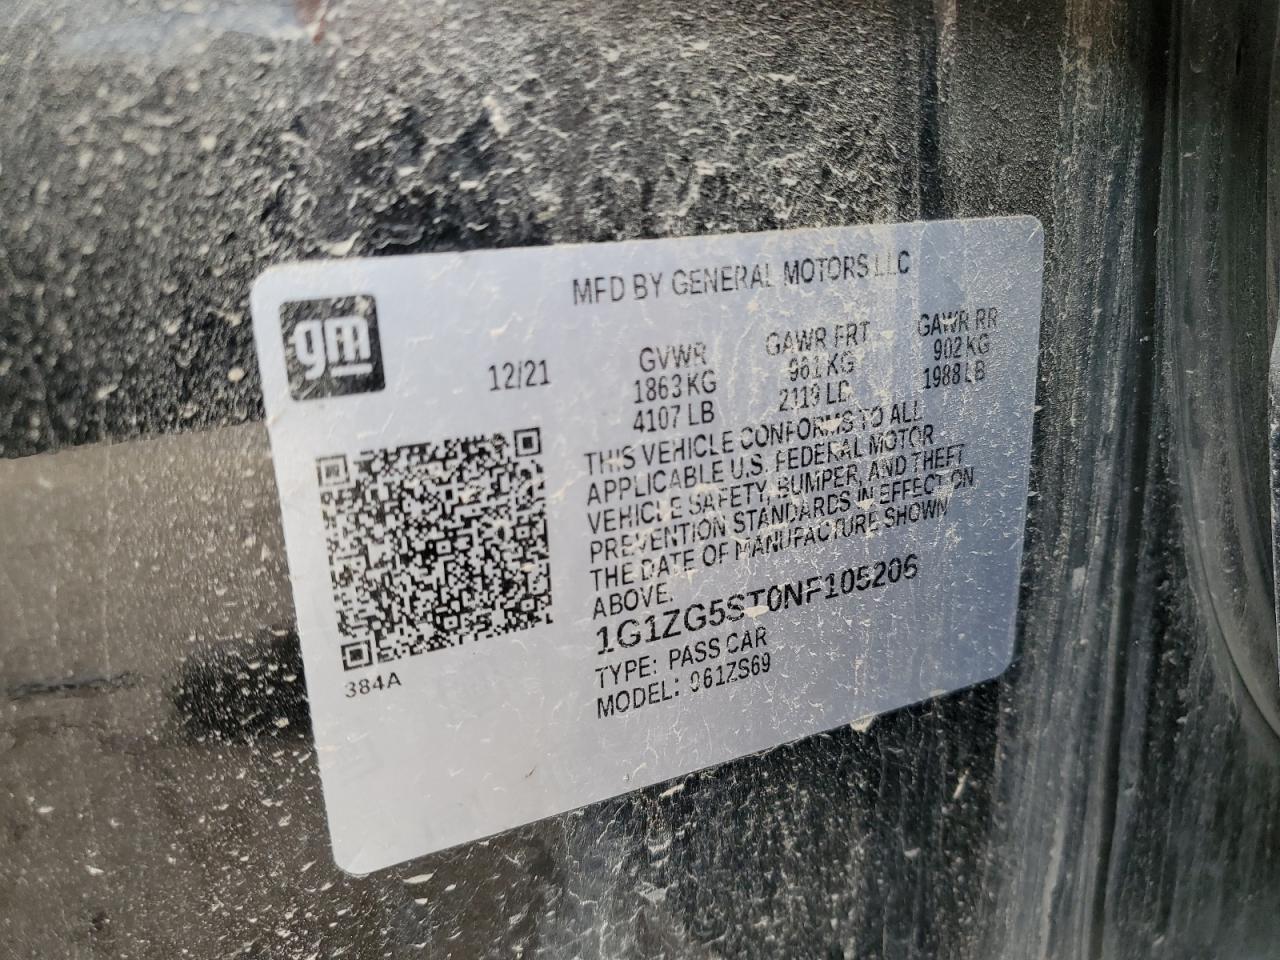 MFD BY GENERAL MOTORS LLC
gm
12/21
GVWR GAWR FRT GAWR RR
1863 KG 961 KG 902 KG
4107 LB 2119 LB 1988 LB
THIS VEHICLE CONFORMS TO ALL
APPLICABLE U.S. FEDERAL MOTOR
VEHICLE SAFETY, BUMPER, AND THEFT
PREVENTION STANDARDS IN EFFECT ON
THE DATE OF MANUFACTURE SHOWN
ABOVE.
1G1ZG5ST0NF105206
TYPE: PASS CAR
MODEL: 061ZS69
384A